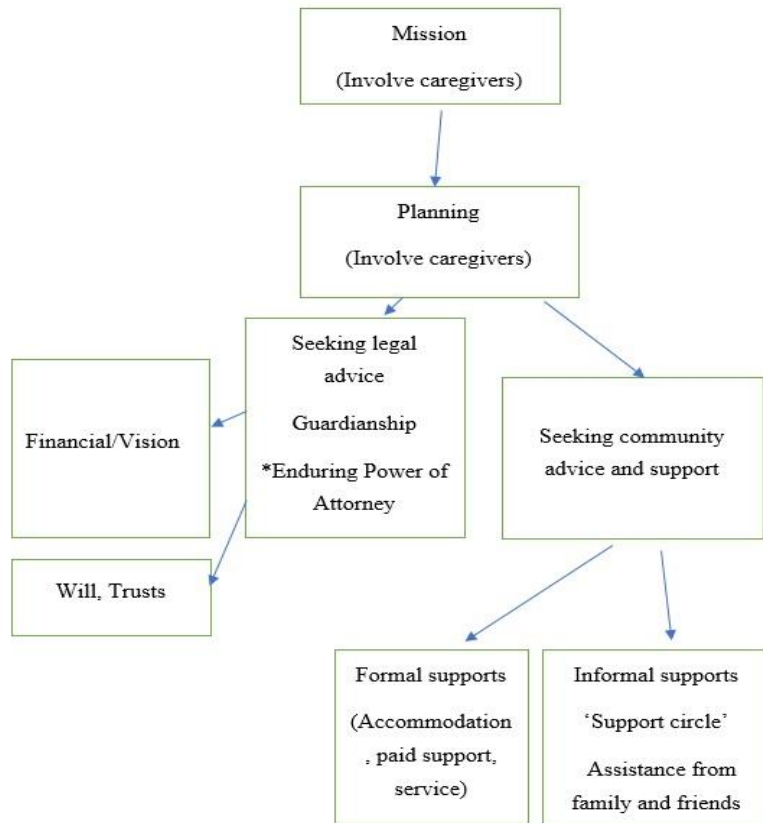 Mission
(Involve caregivers)
Planning
(Involve caregivers)
Seeking legal
advice
Guardianship
*Enduring Power of
Attorney
Financial/Vision
Will, Trusts
Seeking community
advice and support
Formal supports
(Accommodation
, paid support,
service)
Informal supports
‘Support circle’
Assistance from
family and friends